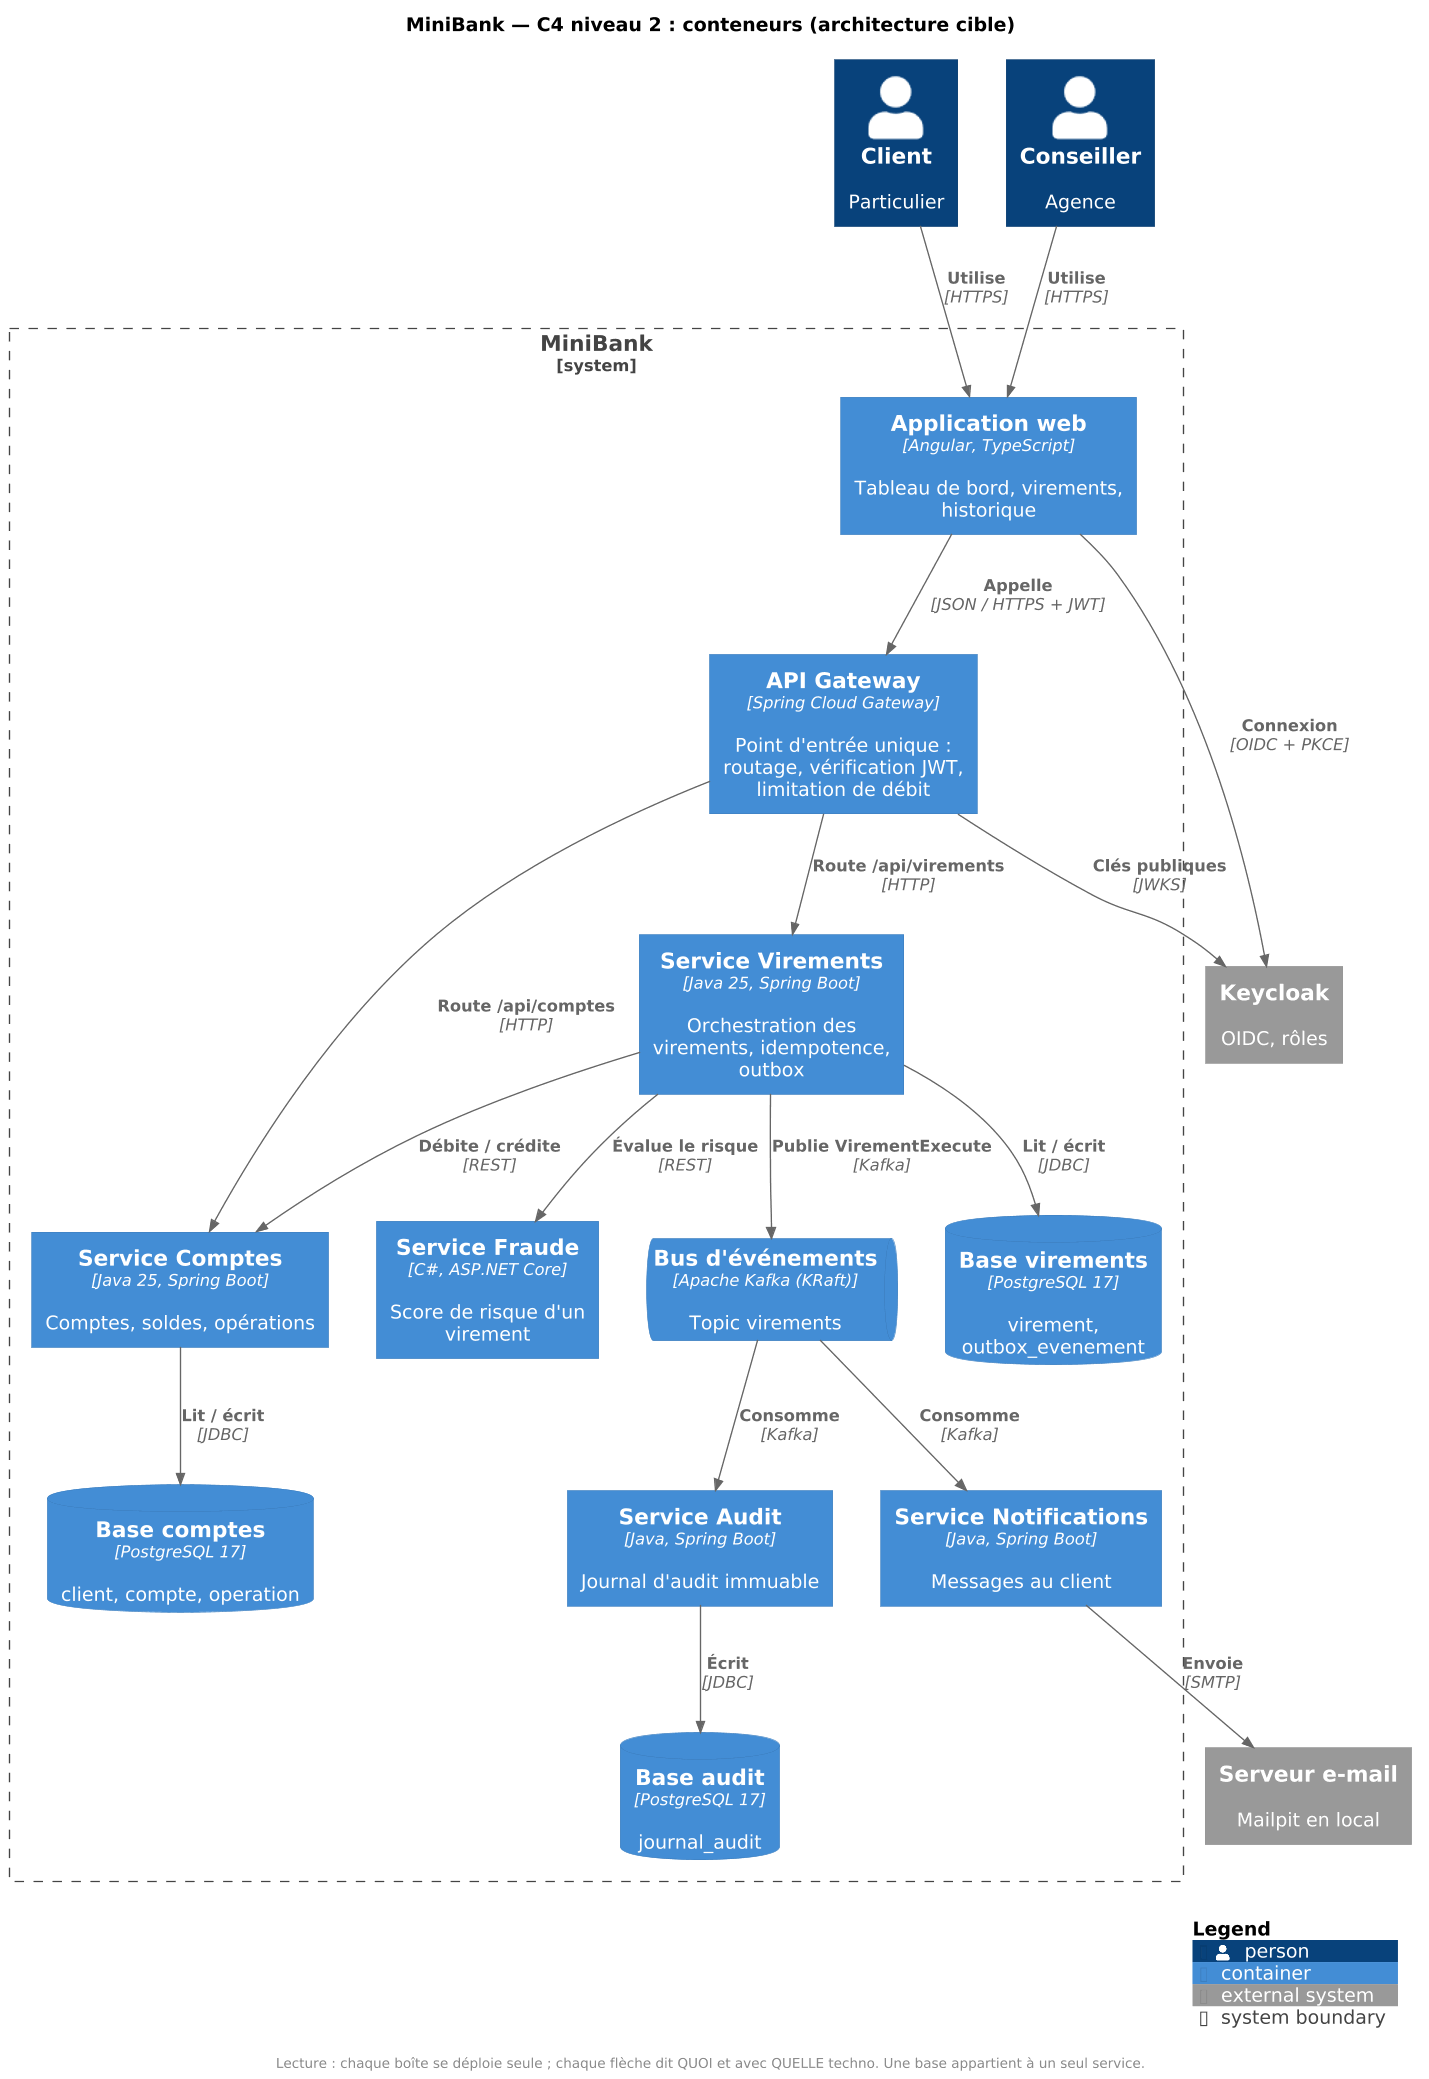 MiniBank — C4 niveau 2 : conteneurs (architecture cible)
Client
Particulier
Conseiller
Agence
Utilise
[HTTPS]
Utilise
[HTTPS]
MiniBank
[system]
Application web
[Angular, TypeScript]
Tableau de bord, virements,
historique
Appelle
[JSON / HTTPS + JWT]
API Gateway
[Spring Cloud Gateway]
Point d'entrée unique :
routage, vérification JWT,
limitation de débit
Connexion
[OIDC + PKCE]
Route /api/virements
[HTTP]
Clés publiques
[JWKS]
Service Virements
[Java 25, Spring Boot]
Orchestration des
virements, idempotence,
outbox
Keycloak
OIDC, rôles
Route /api/comptes
[HTTP]
Débite / crédite
[REST]
Évalue le risque
[REST]
Publie VirementExecute
[Kafka]
Lit / écrit
[JDBC]
Service Comptes
[Java 25, Spring Boot]
Comptes, soldes, opérations
Service Fraude
[C#, ASP.NET Core]
Score de risque d'un
virement
Bus d'événements
[Apache Kafka (KRaft)]
Topic virements
Base virements
[PostgreSQL 17]
virement,
outbox_evenement
Lit / écrit
[JDBC]
Consomme
[Kafka]
Consomme
[Kafka]
Base comptes
[PostgreSQL 17]
client, compte, operation
Service Audit
[Java, Spring Boot]
Journal d'audit immuable
Service Notifications
[Java, Spring Boot]
Messages au client
Écrit
[JDBC]
Envoie
[SMTP]
Base audit
[PostgreSQL 17]
journal_audit
Serveur e-mail
Mailpit en local
Legend
person
container
external system
system boundary
Lecture : chaque boîte se déploie seule ; chaque flèche dit QUOI et avec QUELLE techno. Une base appartient à un seul service.